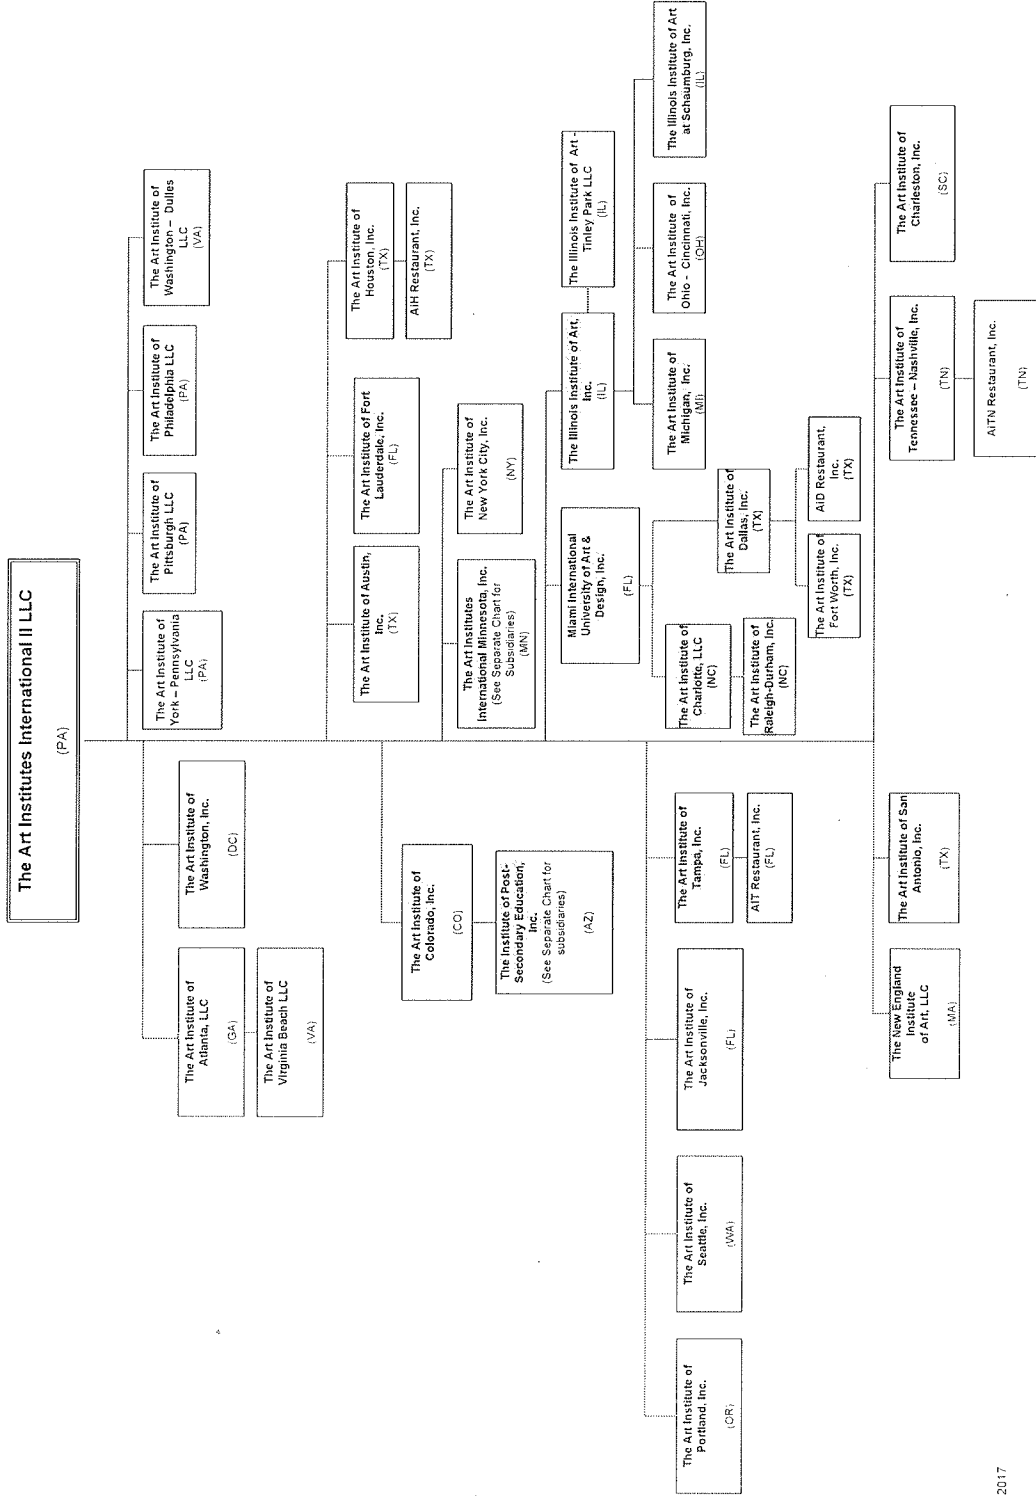 The Art Institutes International II LLC
(PA)
The Art Institute of
Atlanta, LLC
(GA)
The Art Institute of
Virginia Beach LLC
(VA)
The Art Institute of
Washington, Inc.
(DC)
The Art Institute of
York – Pennsylvania
LLC
(PA)
The Art Institute of
Pittsburgh LLC
(PA)
The Art Institute of
Philadelphia LLC
(PA)
The Art Institute of
Washington – Dulles
LLC
(VA)
The Art Institute of Austin,
Inc.
(TX)
The Art Institute of Fort
Lauderdale, Inc.
(FL)
The Art Institute of
Houston, Inc.
(TX)
AiH Restaurant, Inc.
(TX)
The Art Institute of
Colorado, Inc.
(CO)
The Institute of Post-
Secondary Education,
Inc.
(See Separate Chart for
subsidiaries)
(AZ)
The Art Institutes
International Minnesota, Inc.
(See Separate Chart for
Subsidiaries)
(MN)
The Art Institute of
New York City, Inc.
(NY)
Miami International
University of Art &
Design, Inc.
(FL)
The Illinois Institute of Art,
Inc.
(IL)
The Illinois Institute of Art -
Tinley Park LLC
(IL)
The Art Institute of
Michigan, Inc.
(MI)
The Art Institute of
Ohio - Cincinnati, Inc.
(OH)
The Illinois Institute of Art
at Schaumburg, Inc.
(IL)
The Art Institute of
Charlotte, LLC
(NC)
The Art Institute of
Raleigh-Durham, Inc.
(NC)
The Art Institute of
Dallas, Inc.
(TX)
The Art Institute of
Fort Worth, Inc.
(TX)
AiD Restaurant,
Inc.
(TX)
The Art Institute of
Portland, Inc.
(OR)
The Art Institute of
Seattle, Inc.
(WA)
The Art Institute of
Jacksonville, Inc.
(FL)
The Art Institute of
Tampa, Inc.
(FL)
AIT Restaurant, Inc.
(FL)
The New England
Institute
of Art, LLC
(MA)
The Art Institute of San
Antonio, Inc.
(TX)
The Art Institute of
Tennessee – Nashville, Inc.
(TN)
AiTN Restaurant, Inc.
(TN)
The Art Institute of
Charleston, Inc.
(SC)
2017